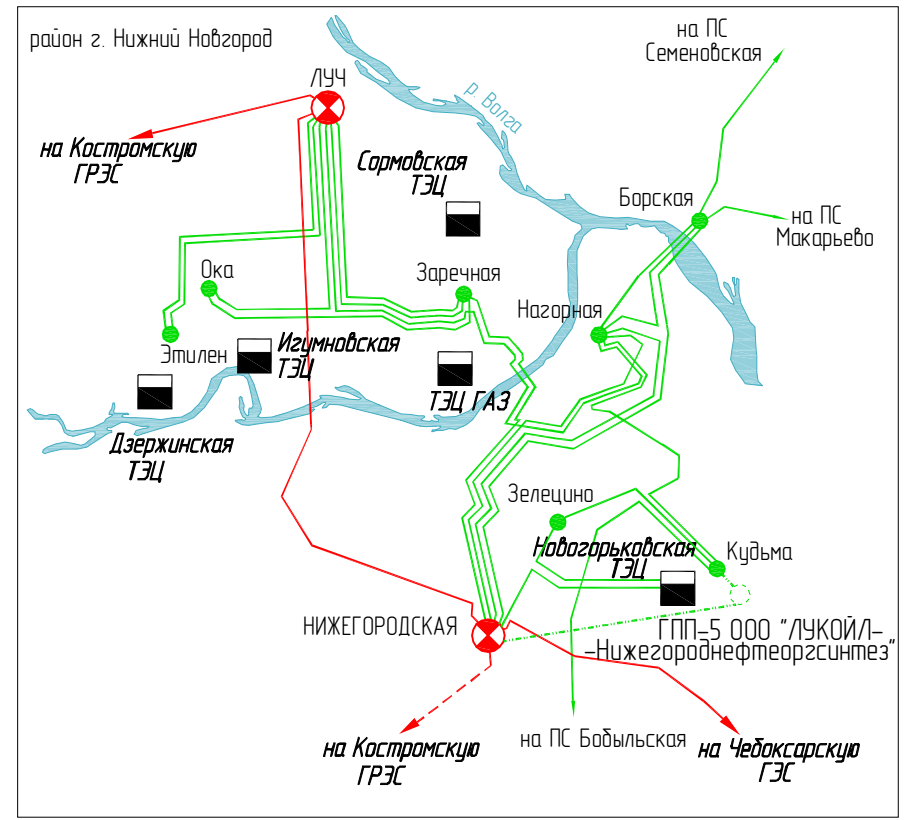 район г. Нижний Новгород
на ПС
Семеновская
ЛУЧ
р. Волга
на Костромскую
ГРЭС
Сормовская
ТЭЦ
Борская
на ПС
Макарьево
Ока
Заречная
Нагорная
Этилен
Игумновская
ТЭЦ
ТЭЦ ГАЗ
Дзержинская
ТЭЦ
Зелецино
Новогорьковская
ТЭЦ
Кудьма
НИЖЕГОРОДСКАЯ
ГПП-5 ООО "ЛУКОЙЛ-
-Нижегороднефтеоргсинтез"
на Костромскую
ГРЭС
на ПС Бобыльская
на Чебоксарскую
ГЭС